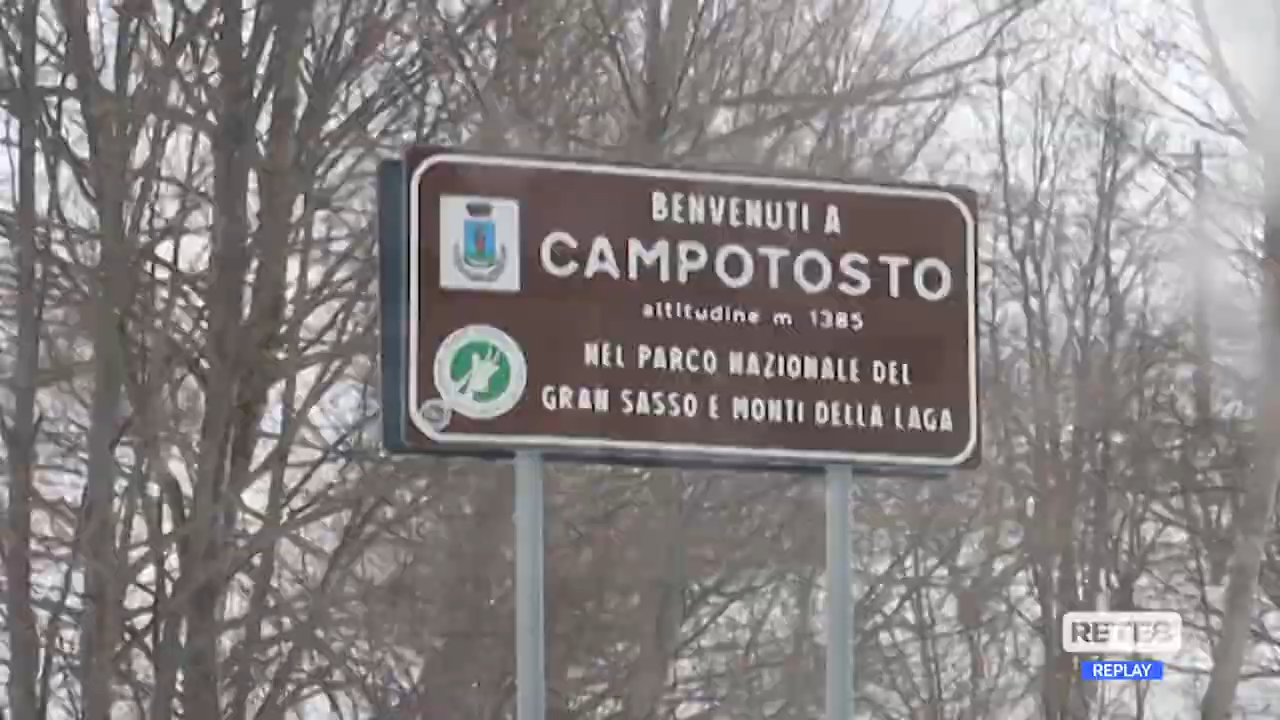 BENVENUTI A
CAMPOTOSTO
altitudine m 1385
NEL PARCO NAZIONALE DEL
GRAN SASSO E MONTI DELLA LAGA
RETE8
REPLAY